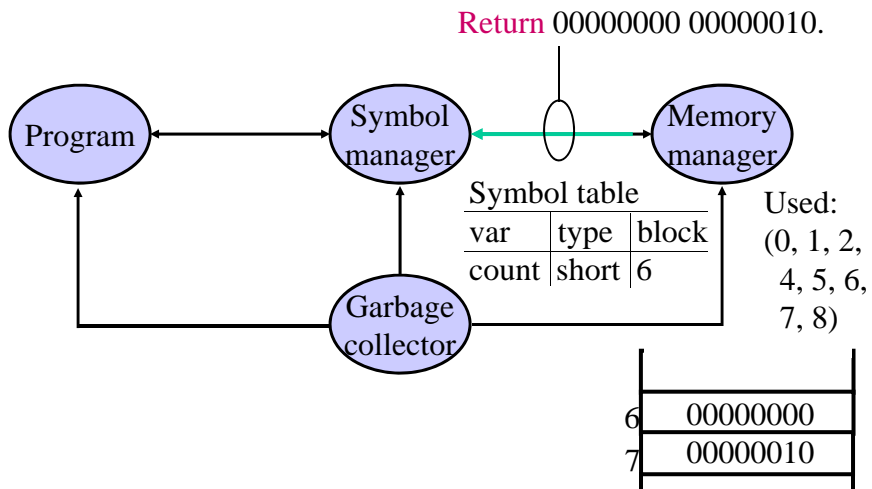 Return 00000000 00000010.
Program
Symbol
manager
Memory
manager
Symbol table
var type block
count short 6
Used:
(0, 1, 2,
4, 5, 6,
7, 8)
Garbage
collector
6 00000000
7 00000010